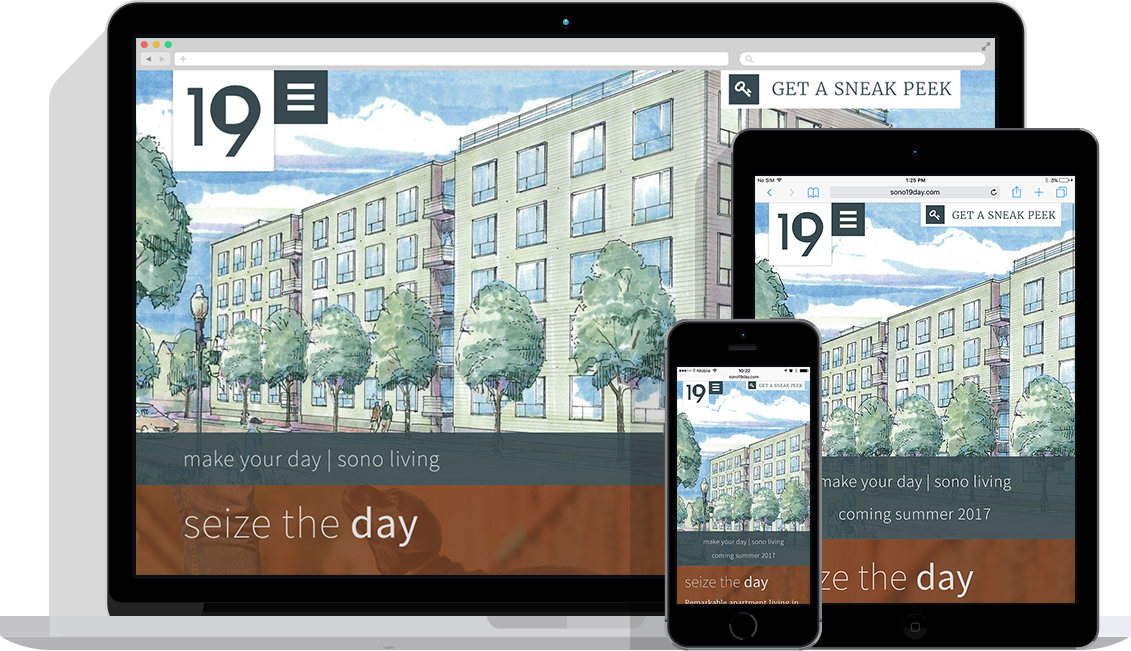 19
GET A SNEAK PEEK
make your day | sono living
seize the day
No SIM 1:25 PM 3%
sono19day.com
19
GET A SNEAK PEEK
make your day | sono living
coming summer 2017
ze the day
T-Mobile 10:22
sono19day.com
19
GET A SNEAK PEEK
make your day | sono living
coming summer 2017
seize the day
Remarkable apartment living in